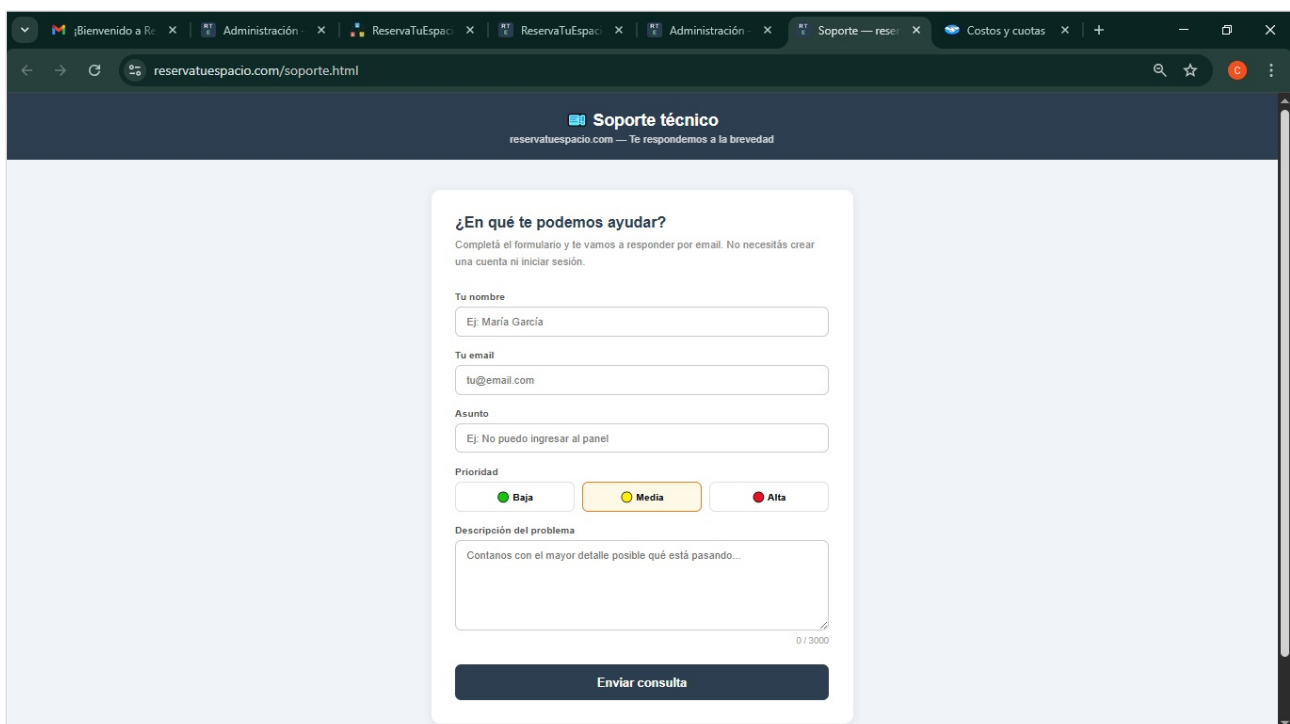 ¡Bienvenido a Re
Administración -
ReservaTuEspaci
ReservaTuEspaci
Administración -
Soporte — reser
Costos y cuotas
reservatuespacio.com/soporte.html
C
Soporte técnico
reservatuespacio.com — Te respondemos a la brevedad
¿En qué te podemos ayudar?
Completá el formulario y te vamos a responder por email. No necesitás crear
una cuenta ni iniciar sesión.
Tu nombre
Ej: María García
Tu email
tu@email.com
Asunto
Ej: No puedo ingresar al panel
Prioridad
Baja
Media
Alta
Descripción del problema
Contanos con el mayor detalle posible qué está pasando...
0 / 3000
Enviar consulta